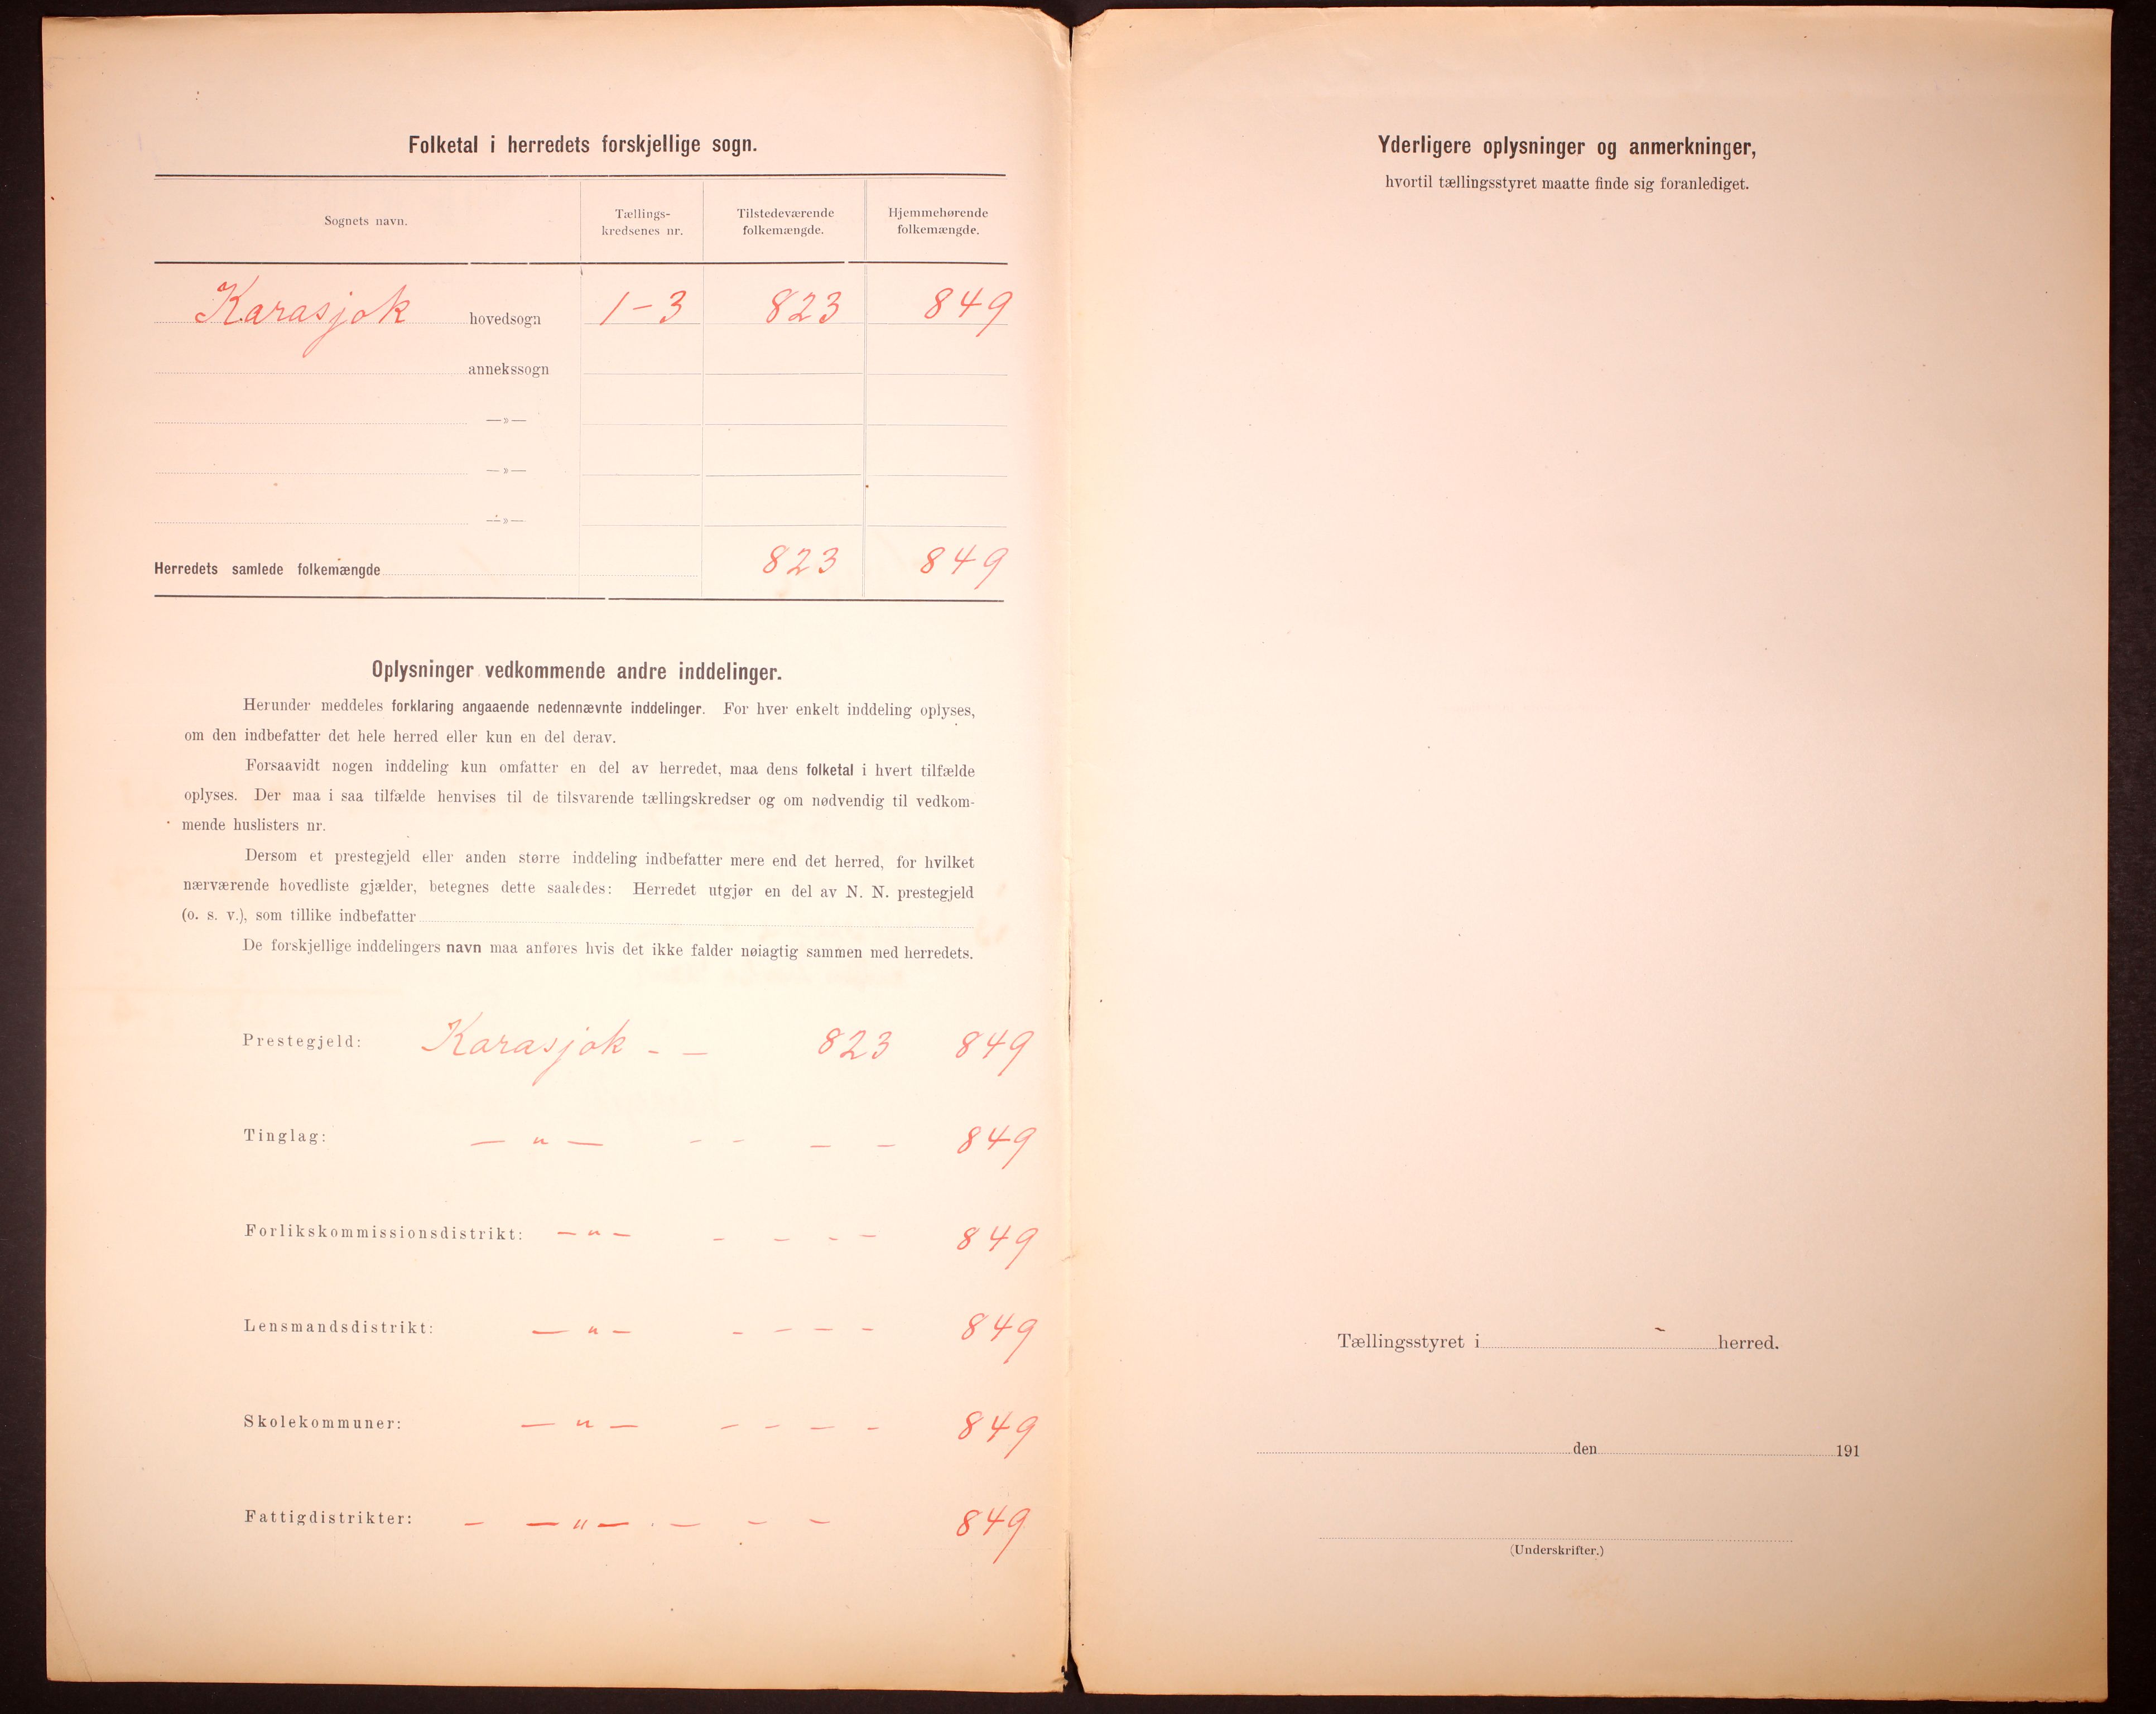 Folketal i herredets forskjellige sogn.
Sognets navn. Tællings-kredsenes nr. Tilstedeværende folkemængde. Hjemmehørende folkemængde.
Karasjok hovedsogn 1-3 823 849
annekssogn
—»—
—»—
—»—
Herredets samlede folkemængde 823 849
Oplysninger vedkommende andre inddelinger.
Herunder meddeles forklaring angaaende nedennævnte inddelinger. For hver enkelt inddeling oplyses,
om den indbefatter det hele herred eller kun en del derav.
Forsaavidt nogen inddeling kun omfatter en del av herredet, maa dens folketal i hvert tilfælde
oplyses. Der maa i saa tilfælde henvises til de tilsvarende tællingskredser og om nødvendig til vedkom-
mende huslisters nr.
Dersom et prestegjeld eller anden større inddeling indbefatter mere end det herred, for hvilket
nærværende hovedliste gjælder, betegnes dette saaledes: Herredet utgjør en del av N. N. prestegjeld
(o. s. v.), som tillike indbefatter
De forskjellige inddelingers navn maa anføres hvis det ikke falder nøiagtig sammen med herredets.
Prestegjeld: Karasjok - — 823 849
Tinglag: — „ — - - — — 849
Forlikskommissionsdistrikt: — „ — - - - — 849
Lensmandsdistrikt: — „ — - — — - 849
Skolekommuner: — „ — - - — - 849
Fattigdistrikter: — — „ — — — — 849
Yderligere oplysninger og anmerkninger,
hvortil tællingsstyret maatte finde sig foranlediget.
Tællingsstyret i herred.
den 191
(Underskrifter.)